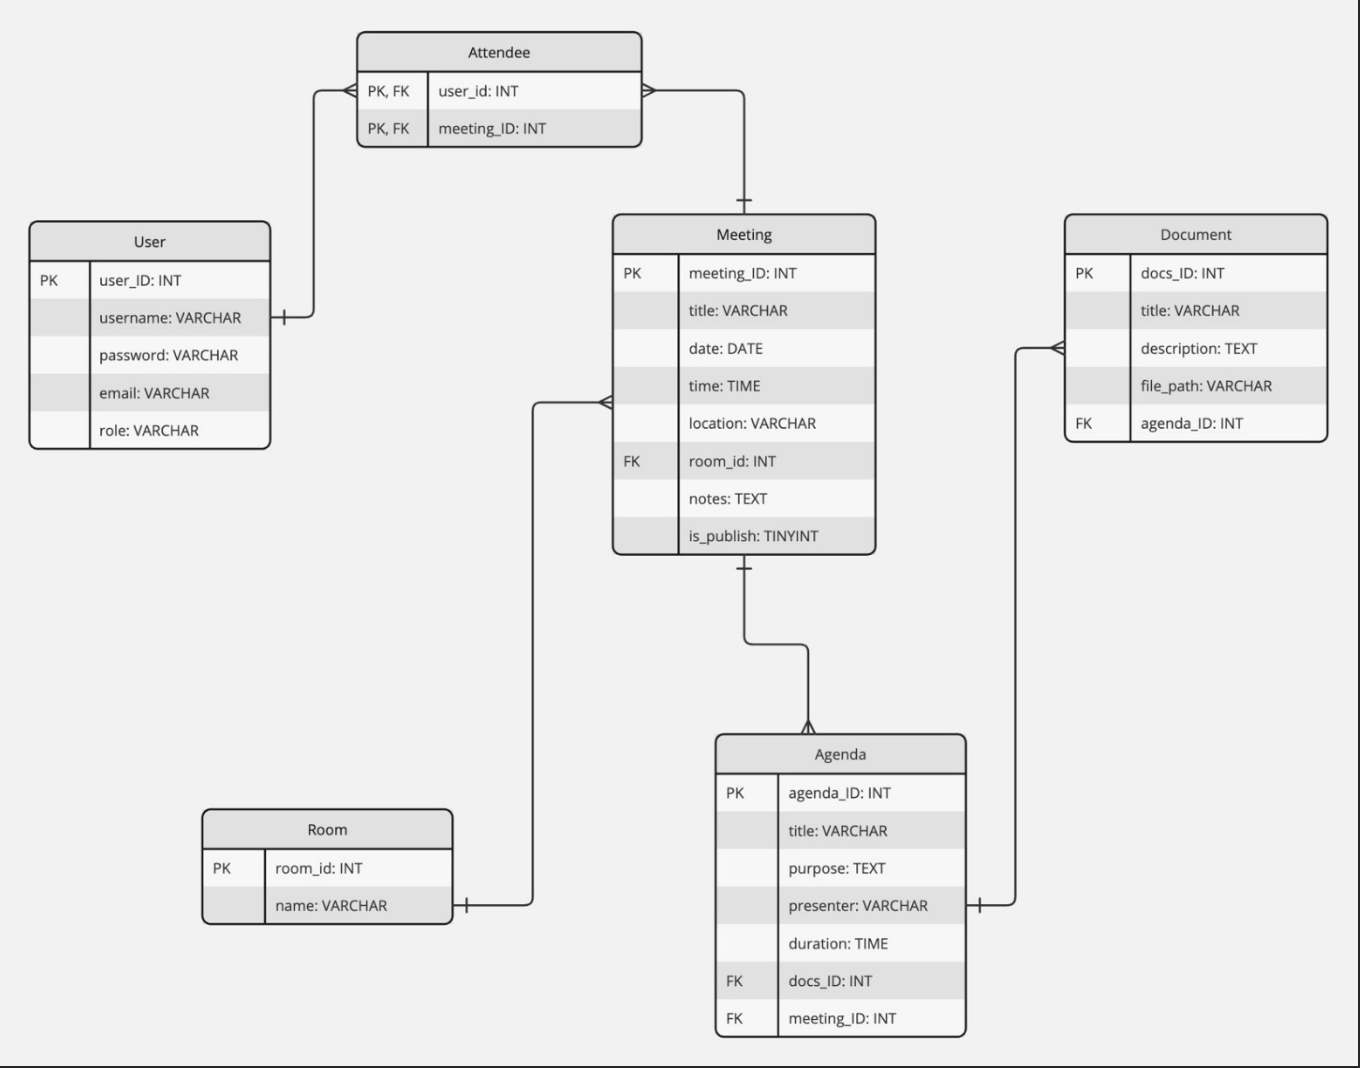 Attendee
PK, FK user_id: INT
PK, FK meeting_ID: INT
User
PK user_ID: INT
username: VARCHAR
password: VARCHAR
email: VARCHAR
role: VARCHAR
Meeting
PK meeting_ID: INT
title: VARCHAR
date: DATE
time: TIME
location: VARCHAR
FK room_id: INT
notes: TEXT
is_publish: TINYINT
Document
PK docs_ID: INT
title: VARCHAR
description: TEXT
file_path: VARCHAR
FK agenda_ID: INT
Room
PK room_id: INT
name: VARCHAR
Agenda
PK agenda_ID: INT
title: VARCHAR
purpose: TEXT
presenter: VARCHAR
duration: TIME
FK docs_ID: INT
FK meeting_ID: INT